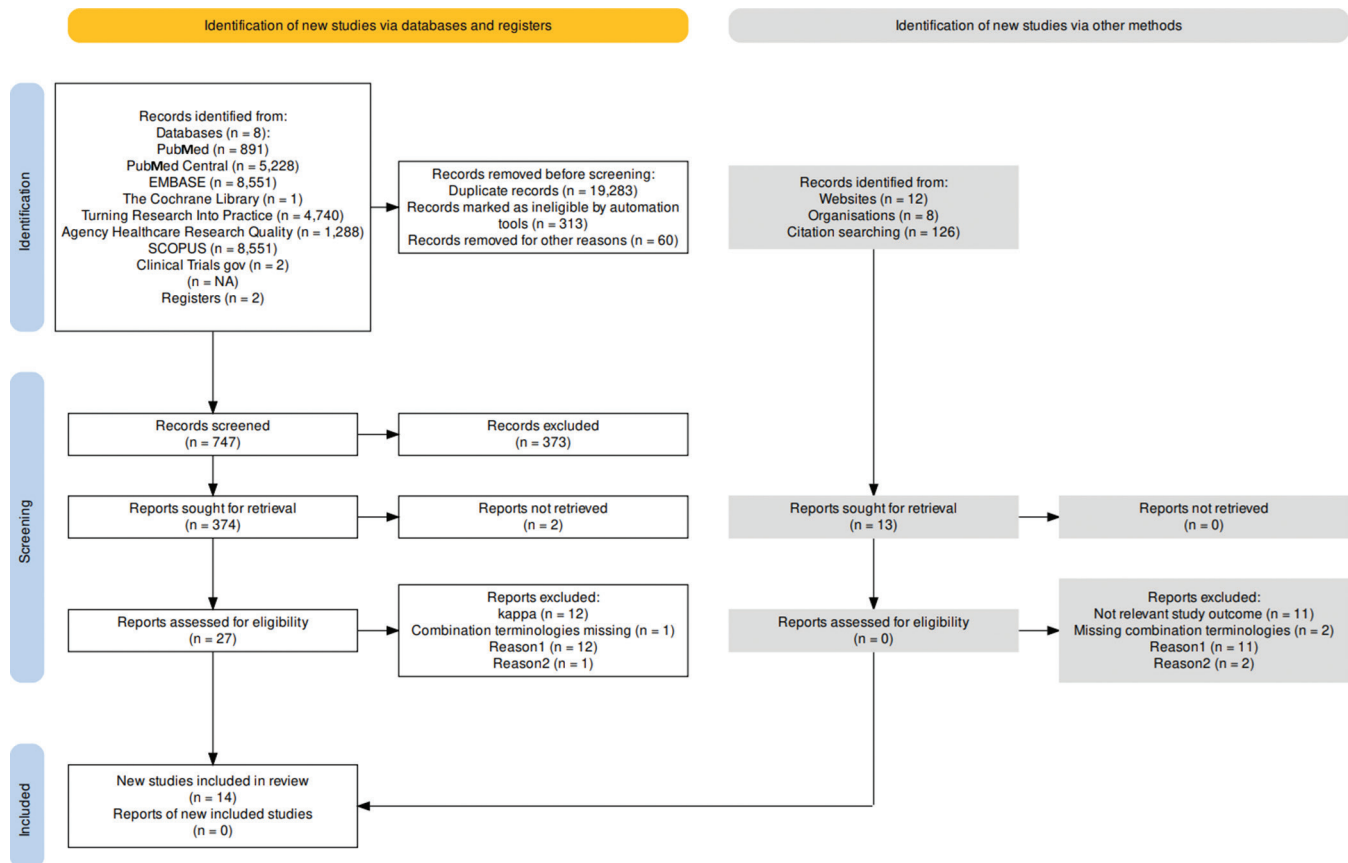 Identification of new studies via databases and registers
Identification of new studies via other methods
Identification
Records identified from:
Databases (n = 8):
PubMed (n = 891)
PubMed Central (n = 5,228)
EMBASE (n = 8,551)
The Cochrane Library (n = 1)
Turning Research Into Practice (n = 4,740)
Agency Healthcare Research Quality (n = 1,288)
SCOPUS (n = 8,551)
Clinical Trials gov (n = 2)
(n = NA)
Registers (n = 2)
Records removed before screening:
Duplicate records (n = 19,283)
Records marked as ineligible by automation
tools (n = 313)
Records removed for other reasons (n = 60)
Records identified from:
Websites (n = 12)
Organisations (n = 8)
Citation searching (n = 126)
Screening
Records screened
(n = 747)
Records excluded
(n = 373)
Reports sought for retrieval
(n = 374)
Reports not retrieved
(n = 2)
Reports sought for retrieval
(n = 13)
Reports not retrieved
(n = 0)
Reports assessed for eligibility
(n = 27)
Reports excluded:
kappa (n = 12)
Combination terminologies missing (n = 1)
Reason1 (n = 12)
Reason2 (n = 1)
Reports assessed for eligibility
(n = 0)
Reports excluded:
Not relevant study outcome (n = 11)
Missing combination terminologies (n = 2)
Reason1 (n = 11)
Reason2 (n = 2)
Included
New studies included in review
(n = 14)
Reports of new included studies
(n = 0)